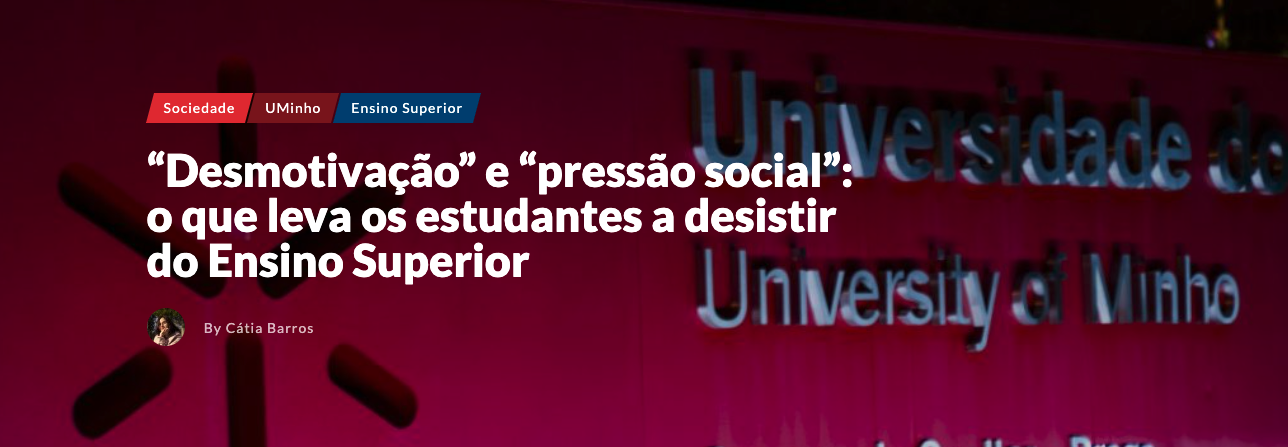 Sociedade
UMinho
Ensino Superior
“Desmotivação” e “pressão social”:
o que leva os estudantes a desistir
do Ensino Superior
By Cátia Barros
Universidade do
University of Minho